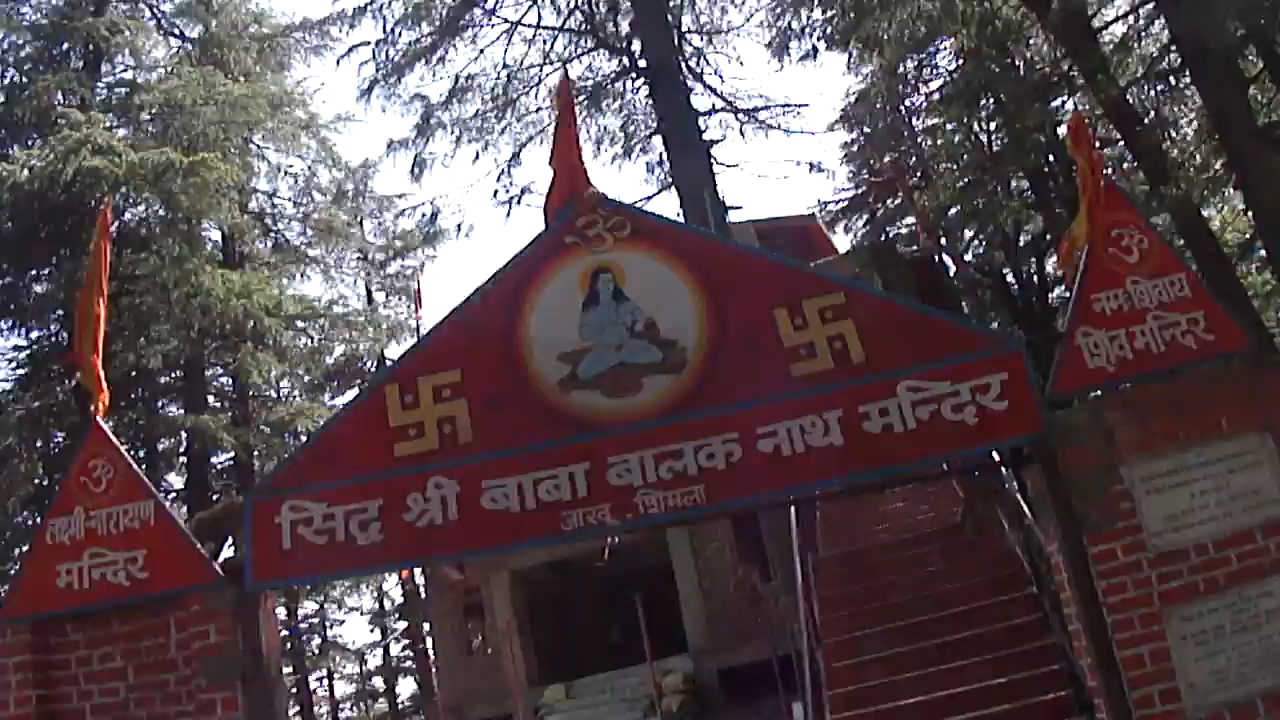 ॐ
सिद्व श्री बाबा बालक नाथ मन्दिर
जाखू . शिमला
ॐ
लक्ष्मी-नारायण
मन्दिर
ॐ
नमः शिवाय
शिव मन्दिर